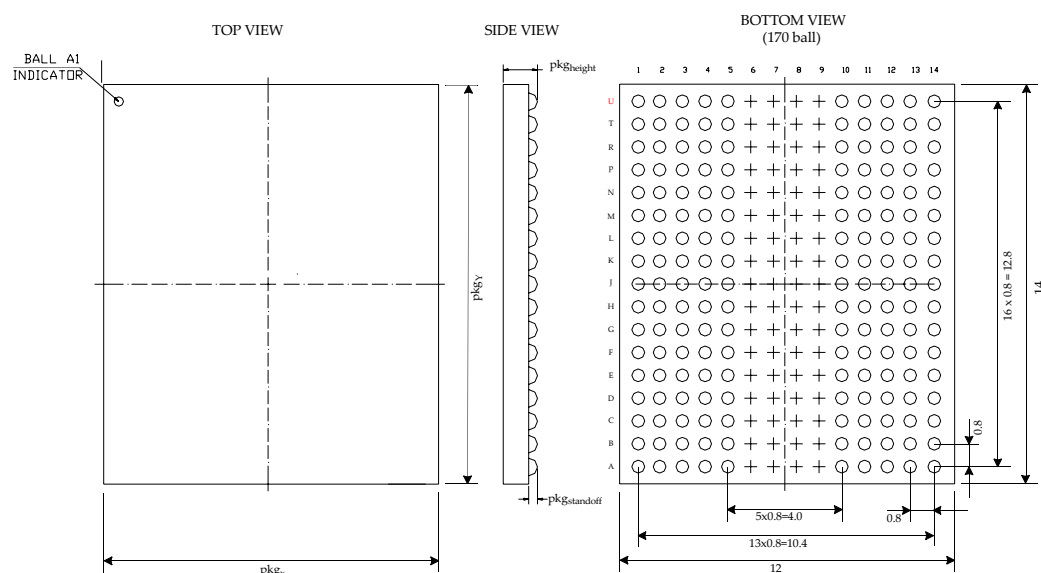 TOP VIEW
SIDE VIEW
BOTTOM VIEW
(170 ball)
BALL A1
INDICATOR
pkgheight
1 2 3 4 5 6 7 8 9 10 11 12 13 14
U
T
R
P
N
M
L
K
J
H
G
F
E
D
C
B
A
pkgY
16 x 0.8 = 12.8
14
0.8
pkgstandoff
5x0.8=4.0
0.8
13x0.8=10.4
12